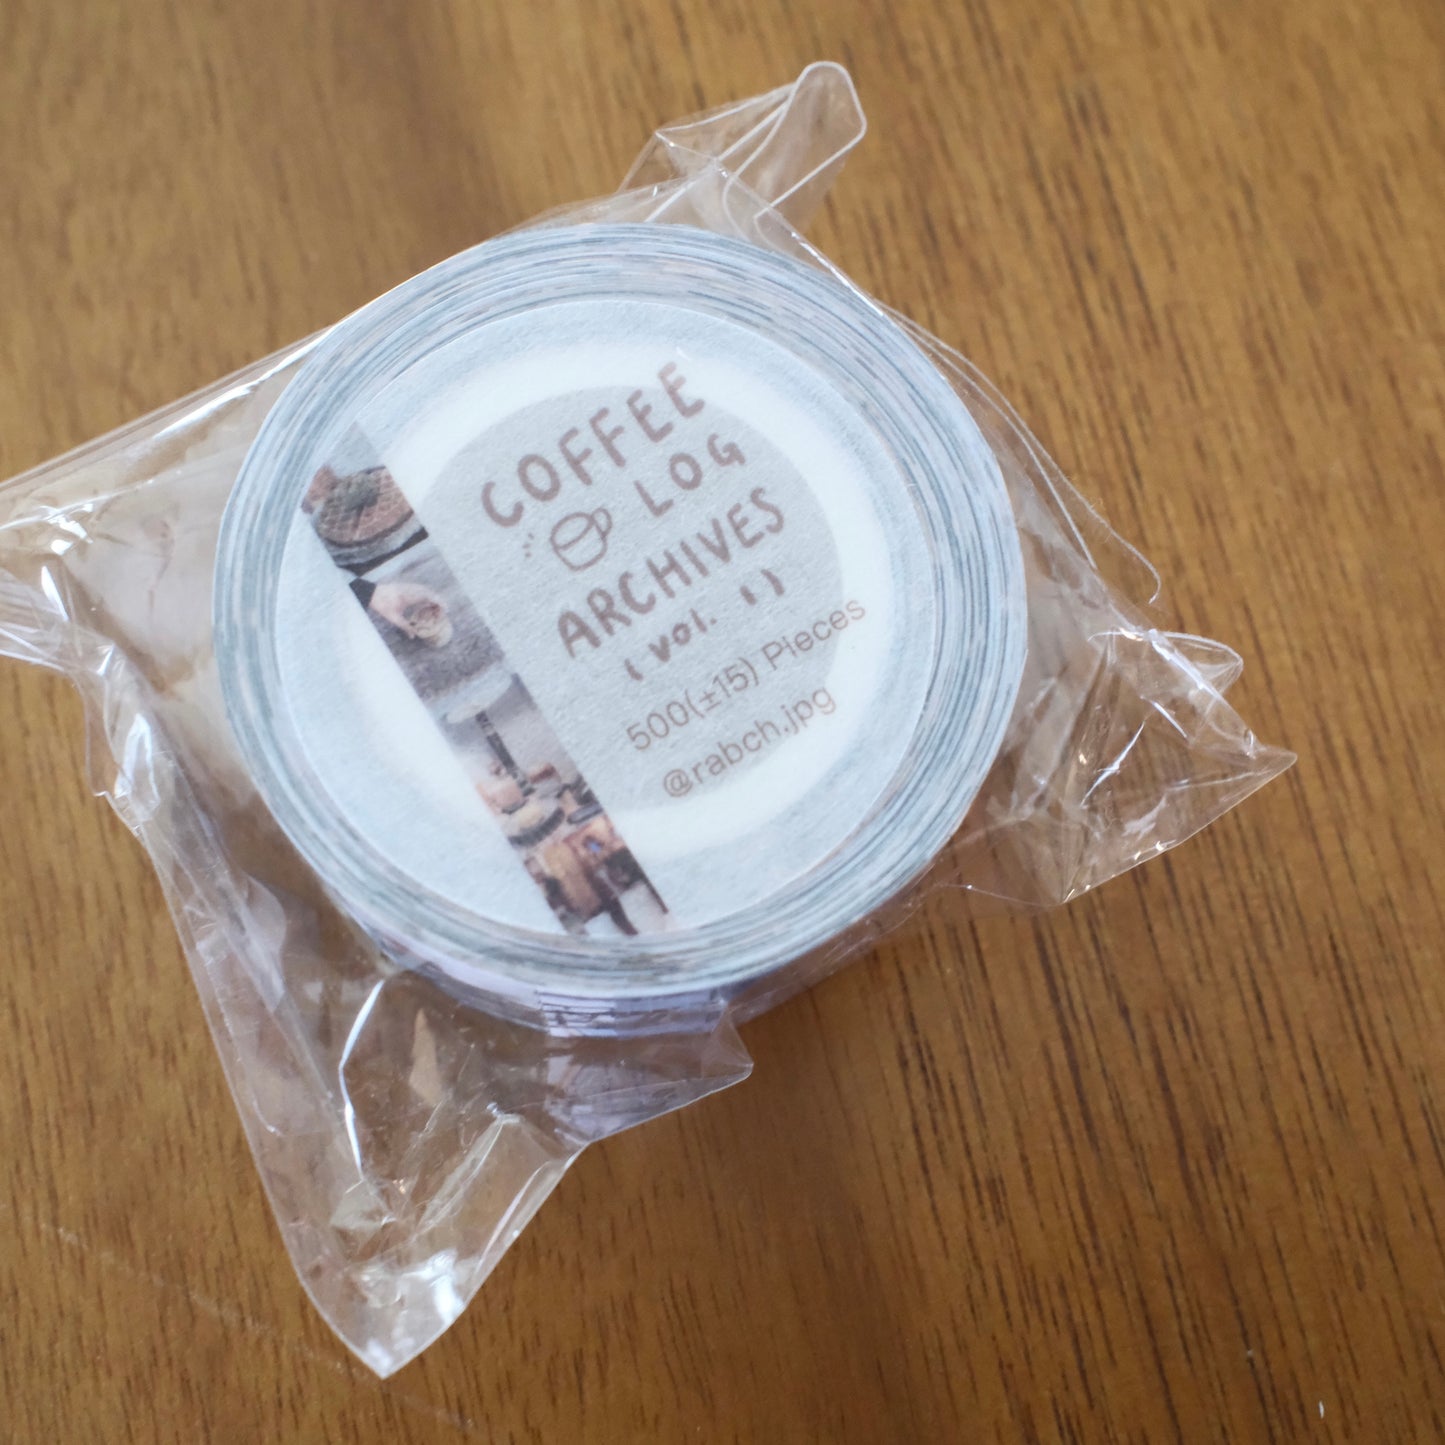 COFFEE
LOG
ARCHIVES
(VOL. 1)
500(±15) Pieces
@rabch.jpg